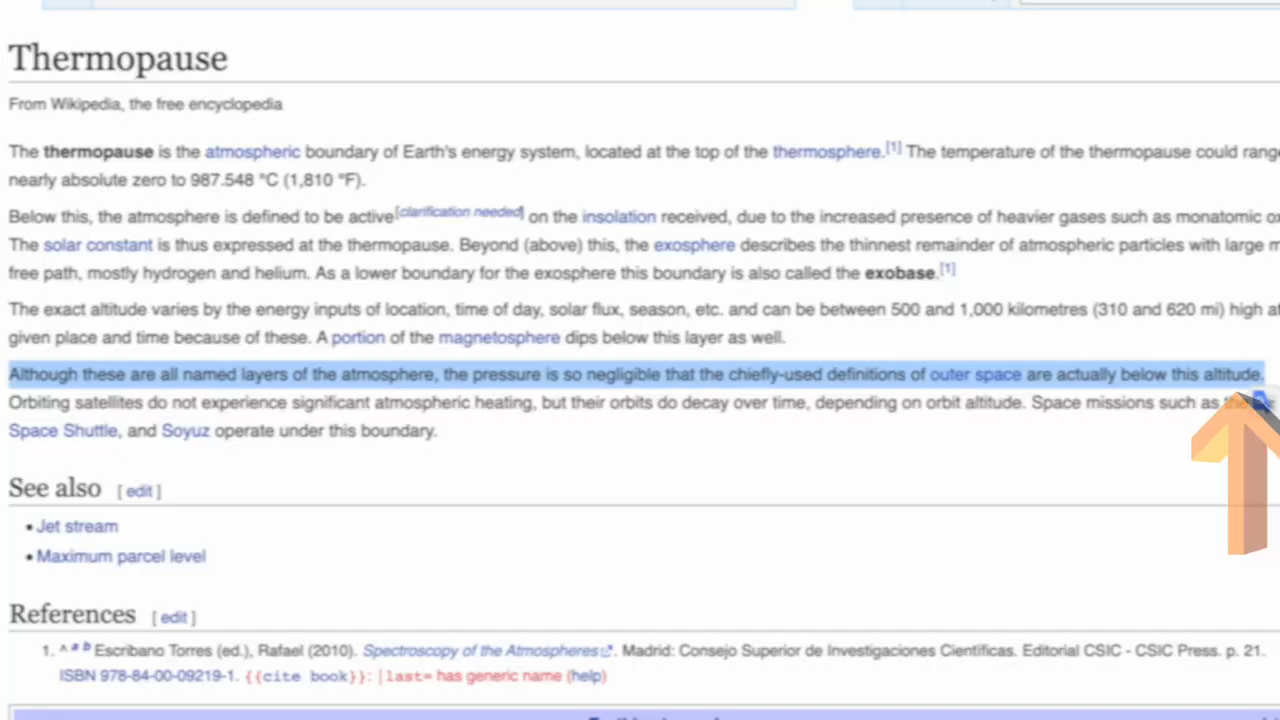 Thermopause
From Wikipedia, the free encyclopedia
The thermopause is the atmospheric boundary of Earth's energy system, located at the top of the thermosphere.[1] The temperature of the thermopause could rang
nearly absolute zero to 987.548 °C (1,810 °F).
Below this, the atmosphere is defined to be active[clarification needed] on the insolation received, due to the increased presence of heavier gases such as monatomic
The solar constant is thus expressed at the thermopause. Beyond (above) this, the exosphere describes the thinnest remainder of atmospheric particles with large
free path, mostly hydrogen and helium. As a lower boundary for the exosphere this boundary is also called the exobase.[1]
The exact altitude varies by the energy inputs of location, time of day, solar flux, season, etc. and can be between 500 and 1,000 kilometres (310 and 620 mi) high
given place and time because of these. A portion of the magnetosphere dips below this layer as well.
Although these are all named layers of the atmosphere, the pressure is so negligible that the chiefly-used definitions of outer space are actually below this altitude.
Orbiting satellites do not experience significant atmospheric heating, but their orbits do decay over time, depending on orbit altitude. Space missions such as the
Space Shuttle, and Soyuz operate under this boundary.
See also [ edit ]
• Jet stream
• Maximum parcel level
References [ edit ]
1. ^ a b Escribano Torres (ed.), Rafael (2010). Spectroscopy of the Atmospheres. Madrid: Consejo Superior de Investigaciones Científicas. Editorial CSIC - CSIC Press. p. 21.
ISBN 978-84-00-09219-1. {{cite book}}: |last= has generic name (help)